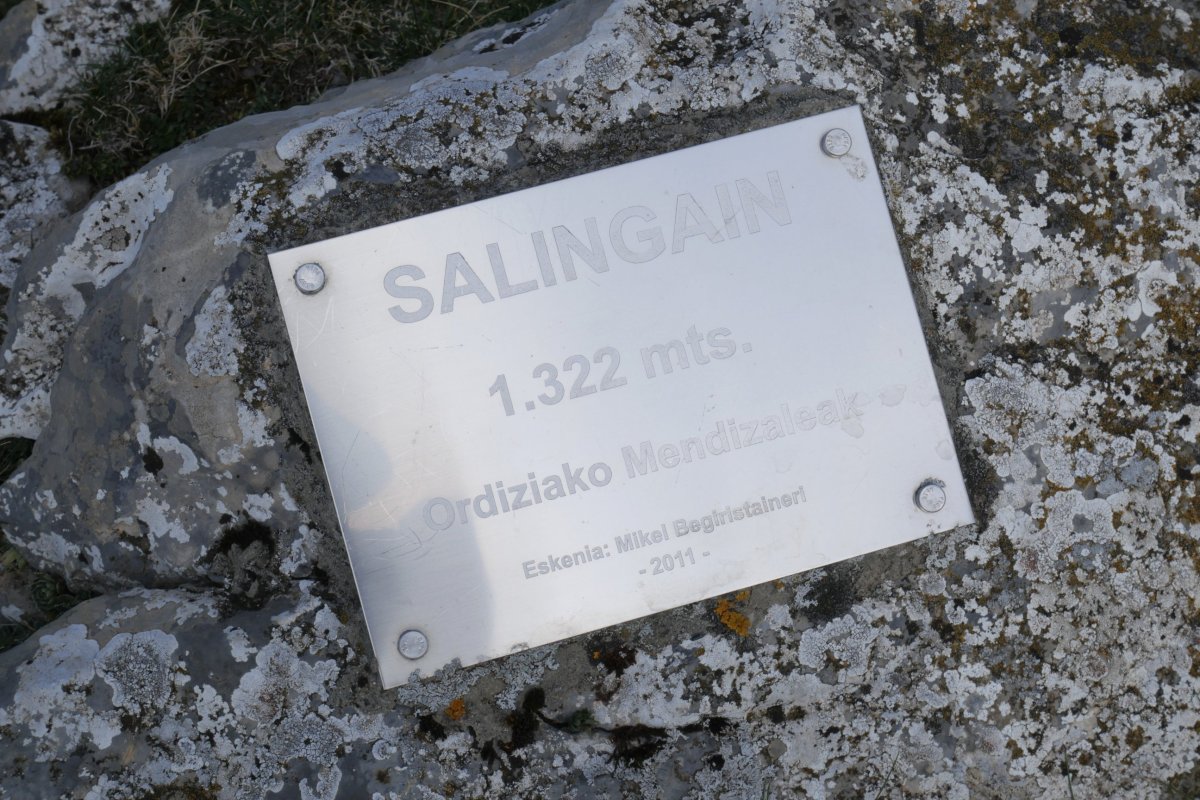 SALINGAIN
1.322 mts.
Ordiziako Mendizaleak
Eskenia: Mikel Begiristaineri
- 2011 -